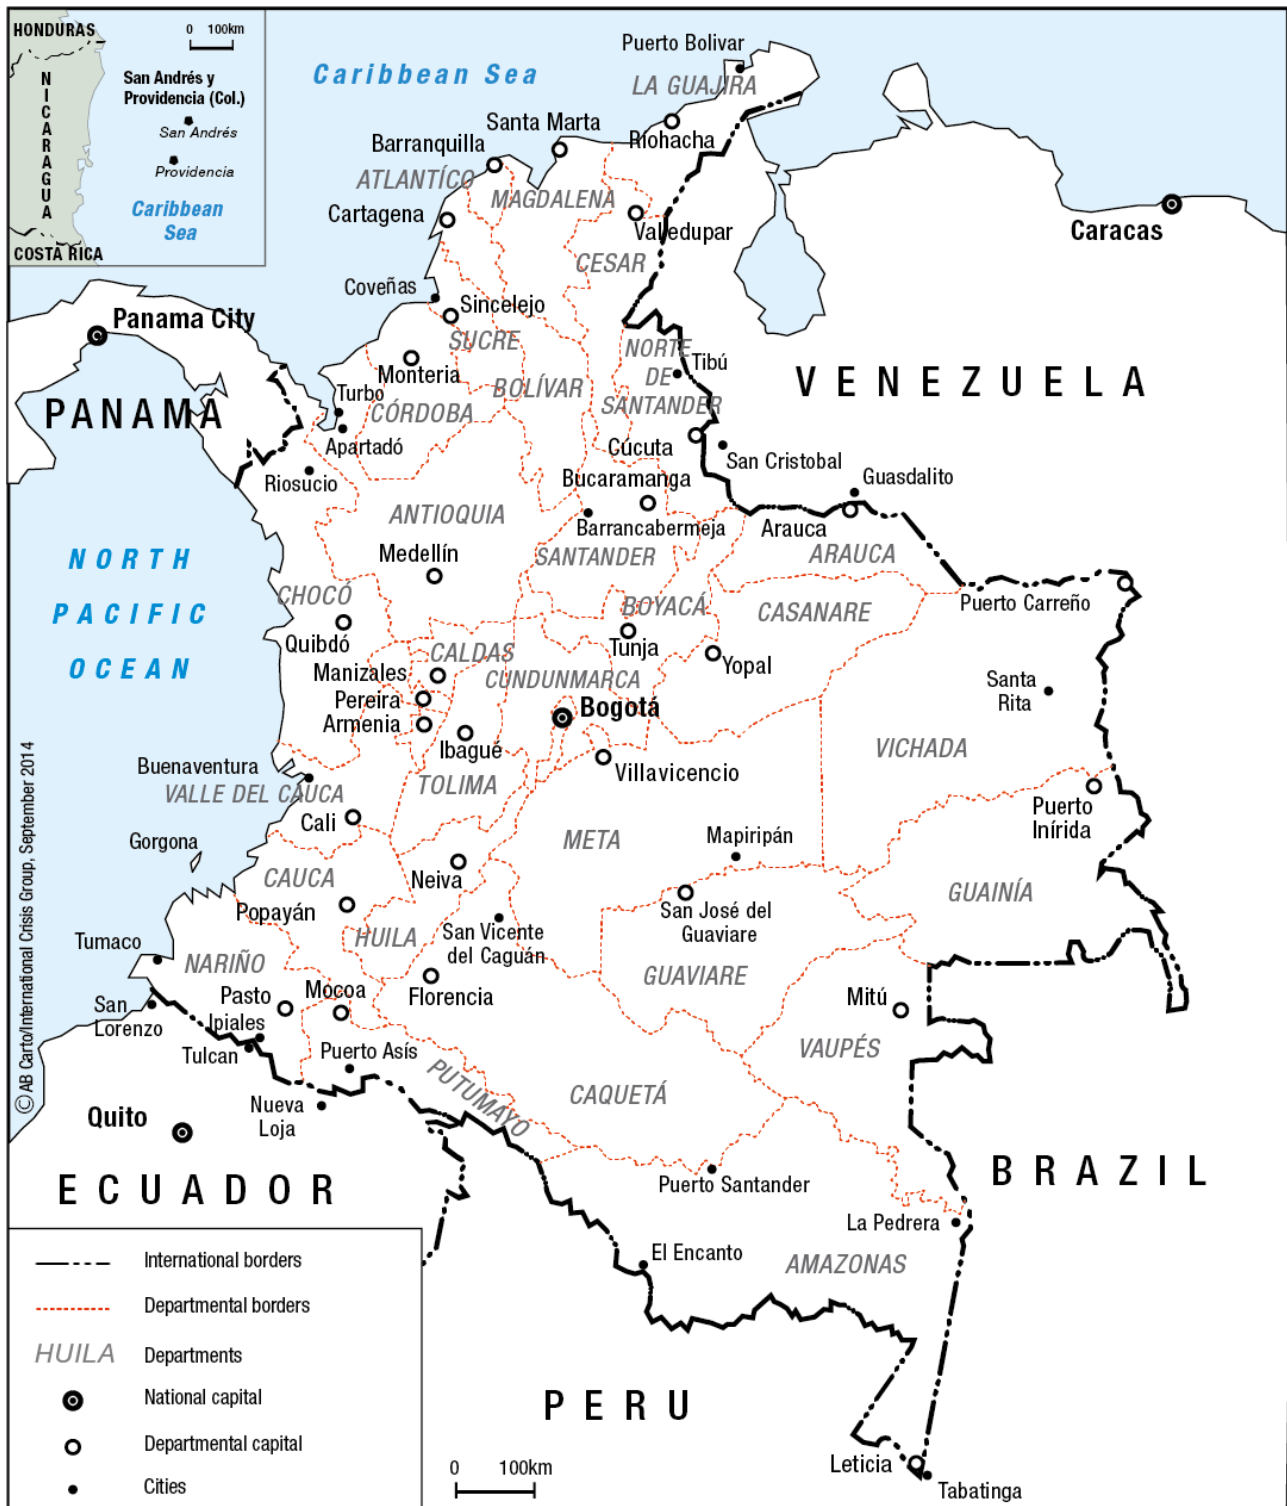 HONDURAS
0 100km
NICARAGUA
San Andrés y
Providencia (Col.)
San Andrés
Providencia
Caribbean
Sea
COSTA RICA
Caribbean Sea
Puerto Bolivar
LA GUAJIRA
Santa Marta
Riohacha
Barranquilla
ATLANTÍCO
MAGDALENA
Cartagena
Valledupar
Caracas
CESAR
Coveñas
Sincelejo
Panama City
SUCRE
NORTE
DE
SANTANDER
Tibú
Monteria
BOLÍVAR
VENEZUELA
Turbo
CÓRDOBA
PANAMA
Apartadó
Cúcuta
San Cristobal
Riosucio
Bucaramanga
Guasdalito
ANTIOQUIA
Barrancabermeja
Arauca
Medellín
SANTANDER
ARAUCA
NORTH
PACIFIC
OCEAN
CHOCÓ
BOYACÁ
CASANARE
Puerto Carreño
Quibdó
Tunja
CALDAS
Yopal
Manizales
CUNDUNMARCA
Santa
Rita
Pereira
Bogotá
Armenia
Ibagué
VICHADA
Buenaventura
Villavicencio
VALLE DEL CAUCA
TOLIMA
Puerto
Inírida
Cali
META
Mapiripán
Gorgona
CAUCA
Neiva
GUAINÍA
Popayán
San José del
Guaviare
HUILA
San Vicente
del Caguán
Tumaco
NARIÑO
GUAVIARE
Pasto
Mocoa
Florencia
Mitú
San
Lorenzo
Ipiales
Tulcan
Puerto Asís
VAUPÉS
PUTUMAYO
CAQUETÁ
Nueva
Loja
Quito
ECUADOR
Puerto Santander
BRAZIL
La Pedrera
El Encanto
AMAZONAS
PERU
Leticia
Tabatinga
0 100km
International borders
Departmental borders
HUILA Departments
National capital
Departmental capital
Cities
© AB Carto/International Crisis Group, September 2014